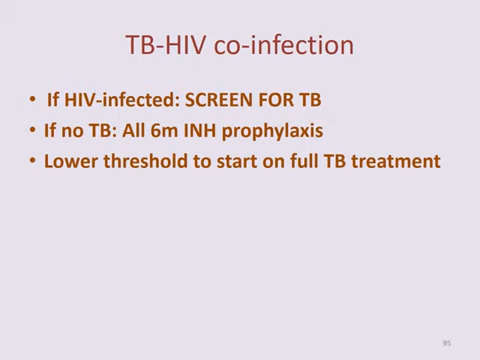 TB-HIV co-infection
• If HIV-infected: SCREEN FOR TB
• If no TB: All 6m INH prophylaxis
• Lower threshold to start on full TB treatment
95